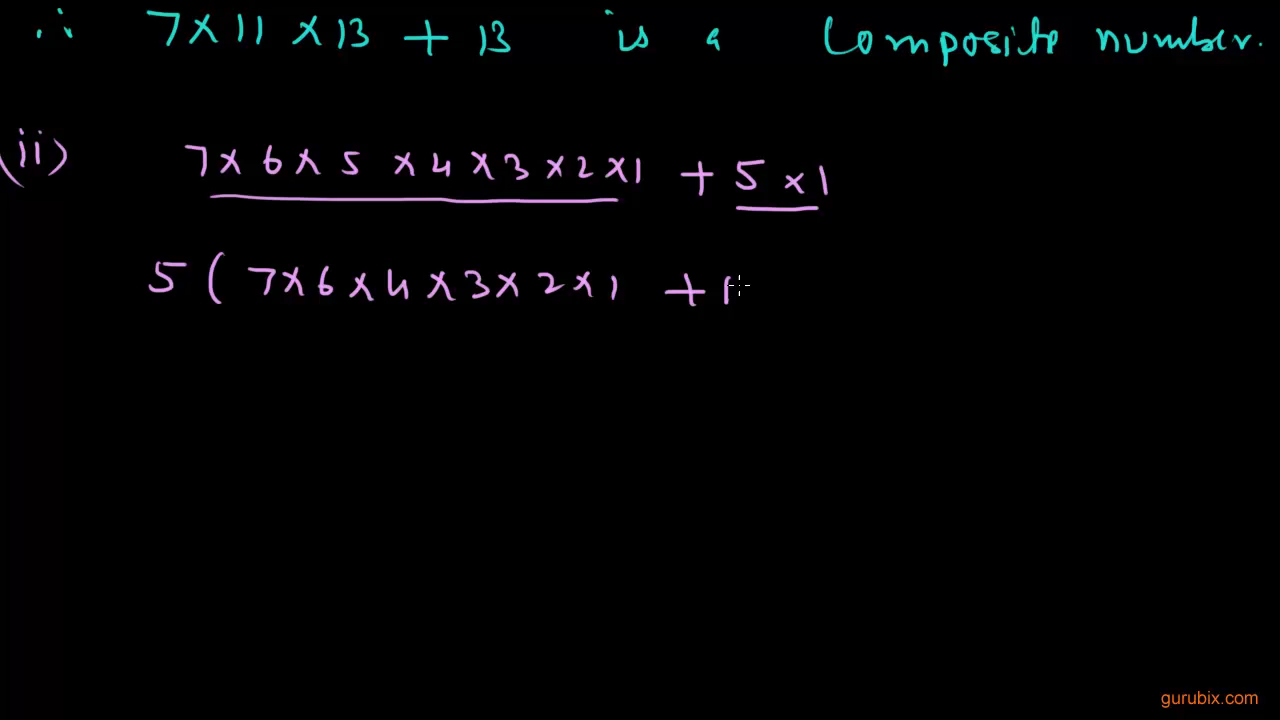 ∴ 7 × 11 × 13 + 13 is a composite number.
(ii) 7 × 6 × 5 × 4 × 3 × 2 × 1 + 5 × 1
5 ( 7 × 6 × 4 × 3 × 2 × 1 + 1
gurubix.com